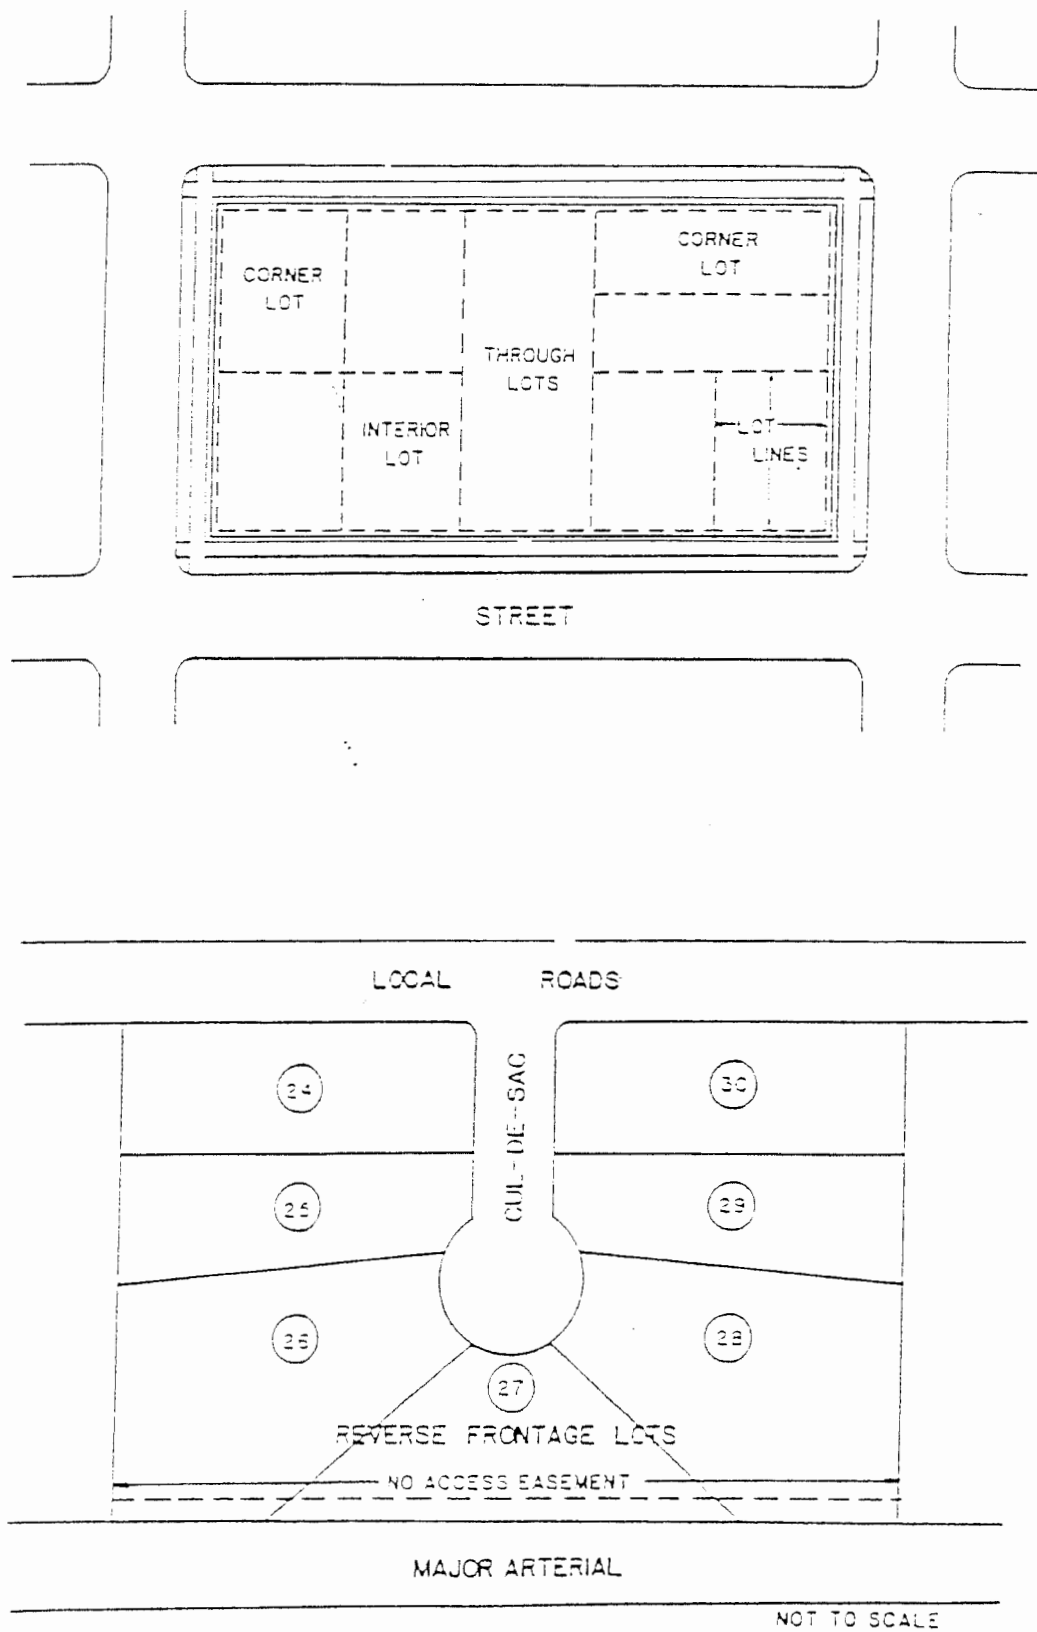 CORNER
LOT
CORNER
LOT
THROUGH
LOTS
INTERIOR
LOT
LOT
LINES
STREET
LOCAL ROADS
CUL-DE-SAC
24
30
25
29
26
28
27
REVERSE FRONTAGE LOTS
NO ACCESS EASEMENT
MAJOR ARTERIAL
NOT TO SCALE